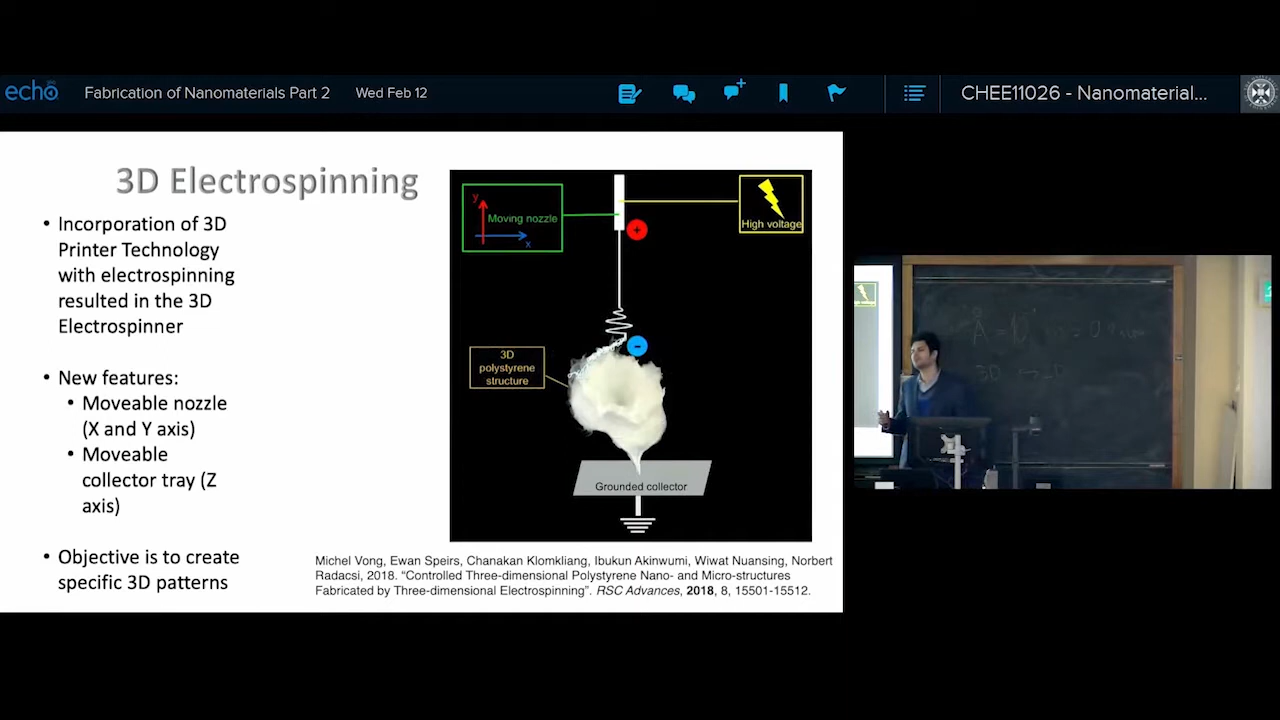 echo 360
Fabrication of Nanomaterials Part 2 Wed Feb 12
CHEE11026 - Nanomaterial...
3D Electrospinning
• Incorporation of 3D
Printer Technology
with electrospinning
resulted in the 3D
Electrospinner
• New features:
• Moveable nozzle
(X and Y axis)
• Moveable
collector tray (Z
axis)
• Objective is to create
specific 3D patterns
y
Moving nozzle
x
High voltage
+
-
3D
polystyrene
structure
Grounded collector
Michel Vong, Ewan Speirs, Chanakan Klomkliang, Ibukun Akinwumi, Wiwat Nuansing, Norbert
Radacsi, 2018. “Controlled Three-dimensional Polystyrene Nano- and Micro-structures
Fabricated by Three-dimensional Electrospinning”. RSC Advances, 2018, 8, 15501-15512.
3D